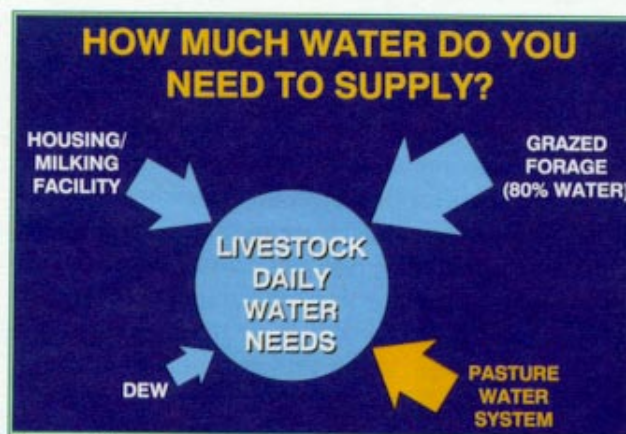 HOW MUCH WATER DO YOU
NEED TO SUPPLY?
HOUSING/
MILKING
FACILITY
GRAZED
FORAGE
(80% WATER)
LIVESTOCK
DAILY
WATER
NEEDS
DEW
PASTURE
WATER
SYSTEM